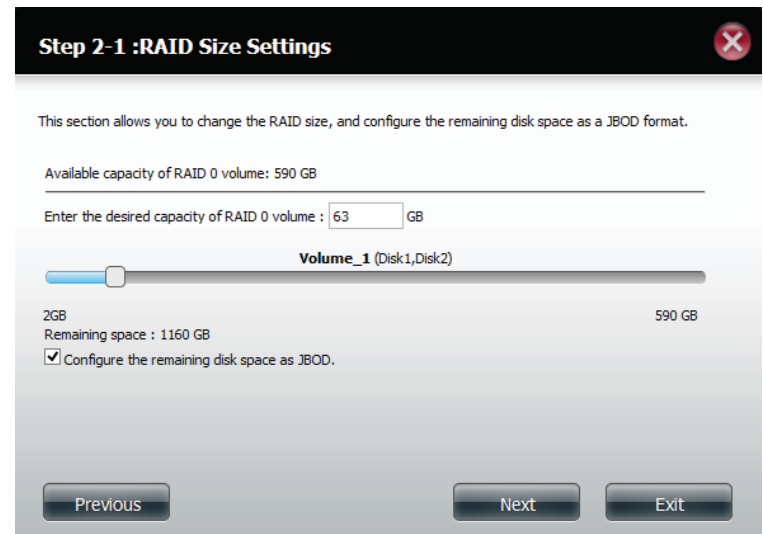 Step 2-1 :RAID Size Settings
This section allows you to change the RAID size, and configure the remaining disk space as a JBOD format.
Available capacity of RAID 0 volume: 590 GB
Enter the desired capacity of RAID 0 volume : 63 GB
Volume_1 (Disk1,Disk2)
2GB 590 GB
Remaining space : 1160 GB
Configure the remaining disk space as JBOD.
Previous Next Exit